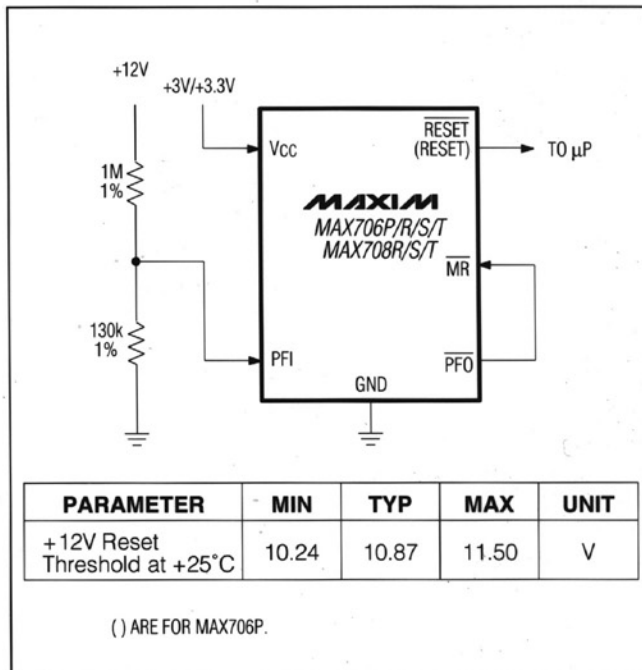 +12V
+3V/+3.3V
1M
1%
130k
1%
VCC
RESET
(RESET)
TO μP
MAXIM
MAX706P/R/S/T
MAX708R/S/T
MR
PFI
PFO
GND
PARAMETER MIN TYP MAX UNIT
+12V Reset
Threshold at +25°C 10.24 10.87 11.50 V
( ) ARE FOR MAX706P.